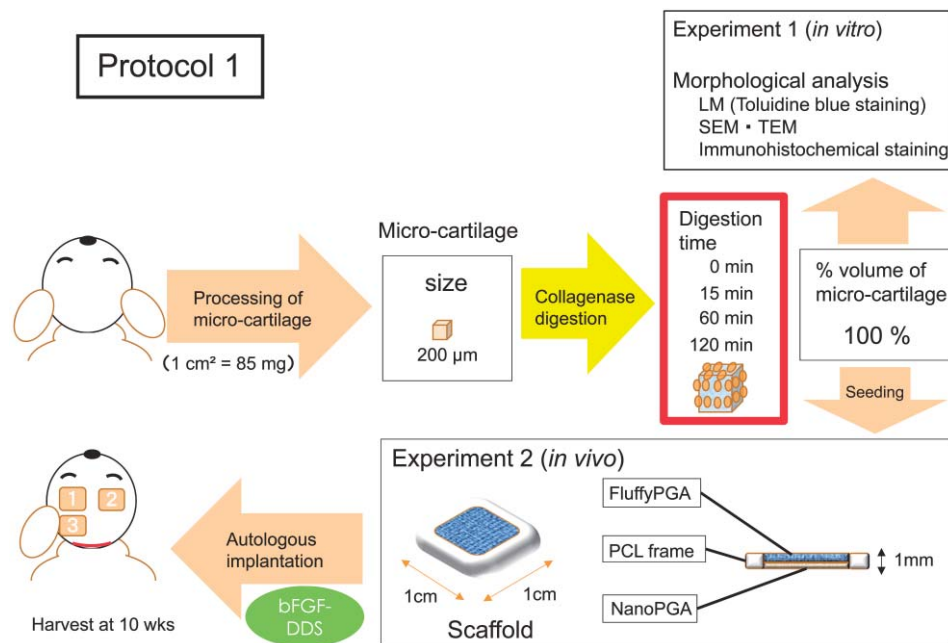 Protocol 1
Experiment 1 (in vitro)
Morphological analysis
LM (Toluidine blue staining)
SEM・TEM
Immunohistochemical staining
Processing of
micro-cartilage
(1 cm² = 85 mg)
Micro-cartilage
size
200 μm
Collagenase
digestion
Digestion
time
0 min
15 min
60 min
120 min
% volume of
micro-cartilage
100 %
Seeding
1
2
3
Harvest at 10 wks
Autologous
implantation
bFGF-
DDS
Experiment 2 (in vivo)
1cm
1cm
Scaffold
FluffyPGA
PCL frame
NanoPGA
1mm